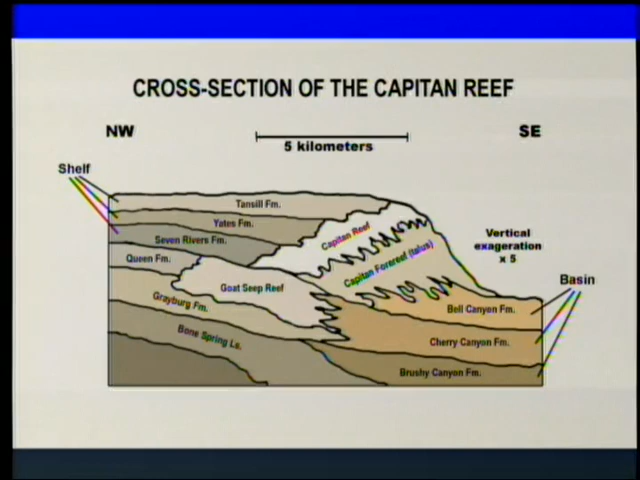 CROSS-SECTION OF THE CAPITAN REEF
NW
SE
5 kilometers
Shelf
Tansill Fm.
Yates Fm.
Capitan Reef
Seven Rivers Fm.
Vertical
exageration
x 5
Queen Fm.
Capitan Forereef (talus)
Basin
Goat Seep Reef
Grayburg Fm.
Bell Canyon Fm.
Bone Spring Ls.
Cherry Canyon Fm.
Brushy Canyon Fm.